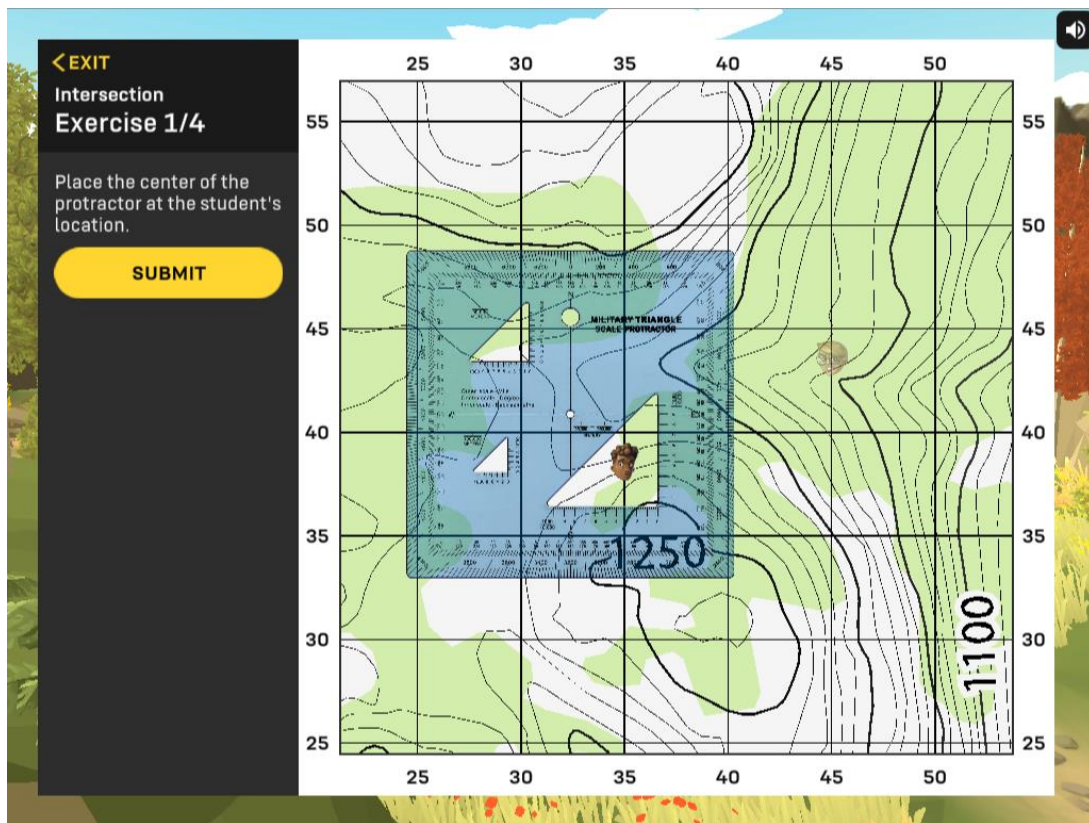 EXIT
Intersection
Exercise 1/4
Place the center of the
protractor at the student's
location.
SUBMIT
25 30 35 40 45 50
55 55
50 50
45 45
MILITARY TRIANGLE
SCALE PROTRACTOR
40 40
35 35
1250
30 30
1100
25 25
25 30 35 40 45 50